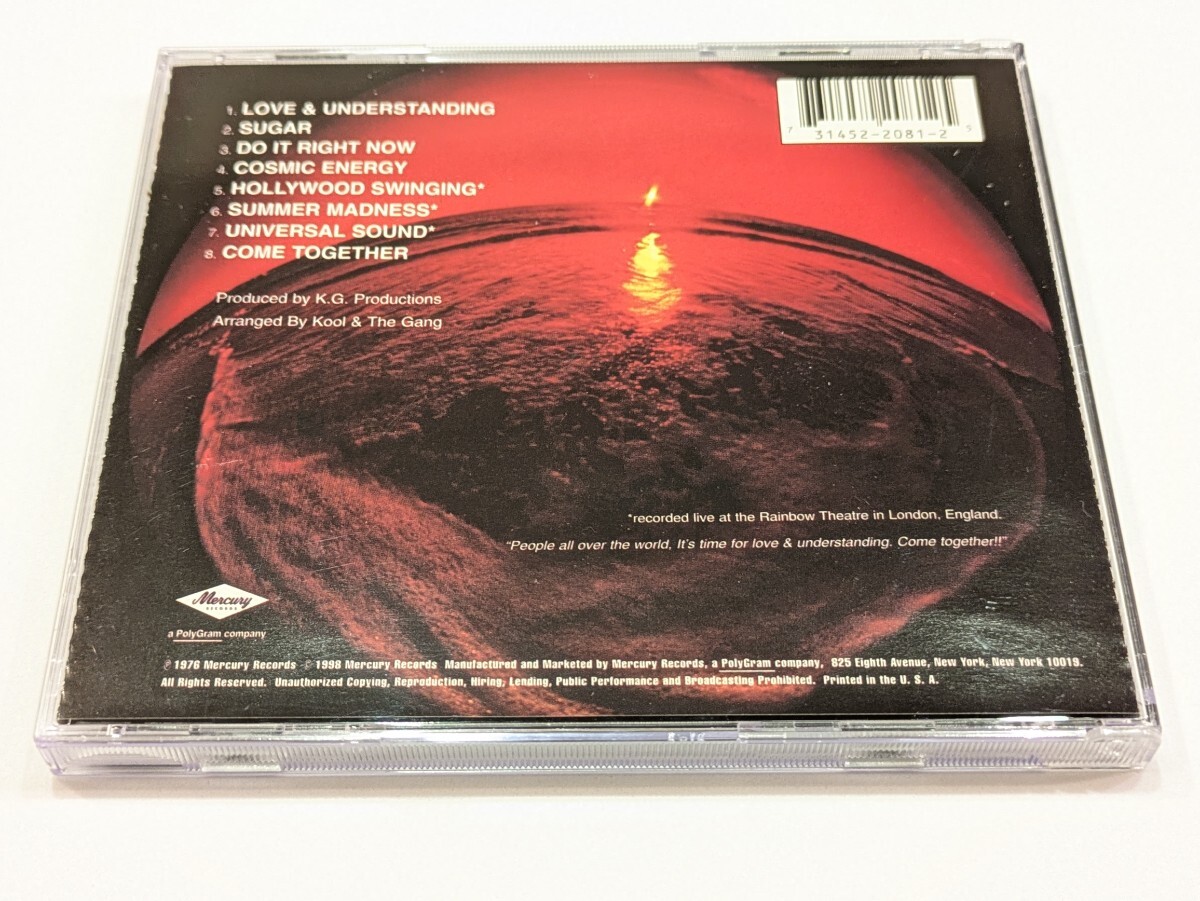 1. LOVE & UNDERSTANDING
2. SUGAR
3. DO IT RIGHT NOW
4. COSMIC ENERGY
5. HOLLYWOOD SWINGING*
6. SUMMER MADNESS*
7. UNIVERSAL SOUND*
8. COME TOGETHER
Produced by K.G. Productions
Arranged By Kool & The Gang
7 31452-2081-2 5
*recorded live at the Rainbow Theatre in London, England.
“People all over the world, It's time for love & understanding. Come together!!”
Mercury
RECORDS
a PolyGram company
℗ 1976 Mercury Records © 1998 Mercury Records Manufactured and Marketed by Mercury Records, a PolyGram company, 825 Eighth Avenue, New York, New York 10019.
All Rights Reserved. Unauthorized Copying, Reproduction, Hiring, Lending, Public Performance and Broadcasting Prohibited. Printed in the U. S. A.